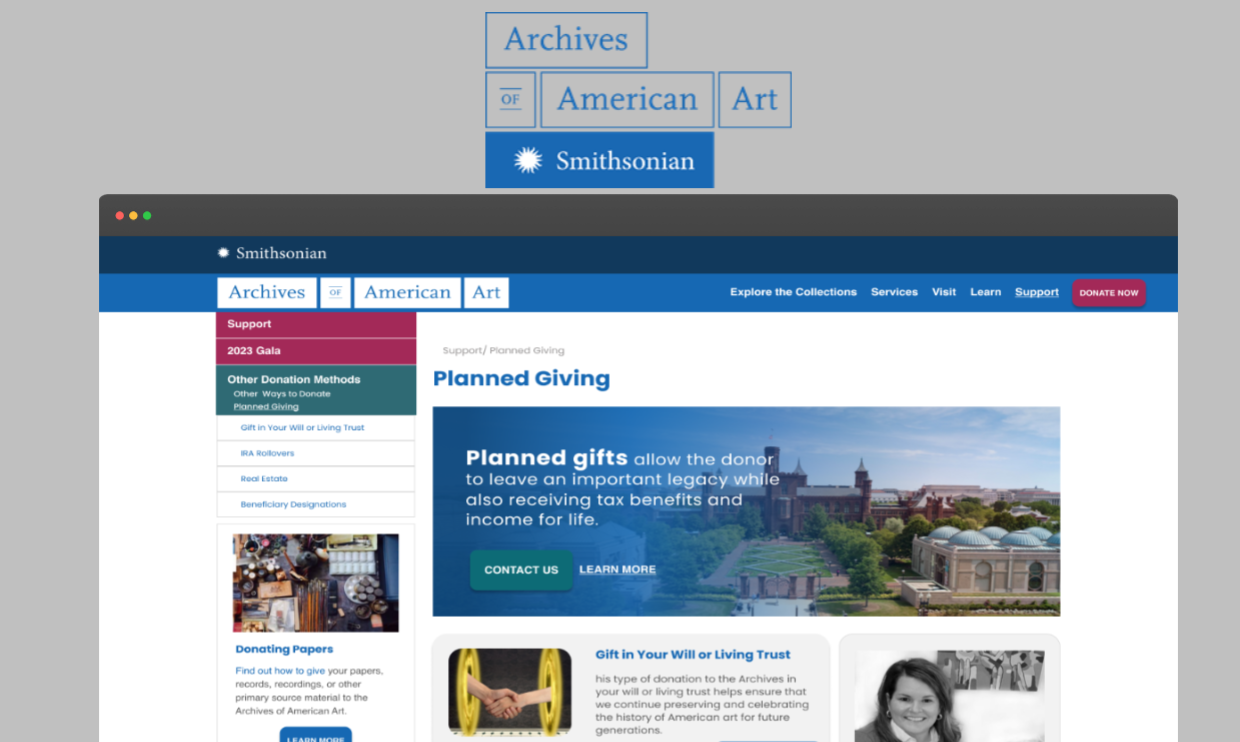 Archives
OF American Art
Smithsonian
Smithsonian
Archives OF American Art
Explore the Collections Services Visit Learn Support DONATE NOW
Support
2023 Gala
Other Donation Methods
Other Ways to Donate
Planned Giving
Gift in Your Will or Living Trust
IRA Rollovers
Real Estate
Beneficiary Designations
Donating Papers
Find out how to give your papers,
records, recordings, or other
primary source material to the
Archives of American Art.
LEARN MORE
Support/ Planned Giving
Planned Giving
Planned gifts allow the donor
to leave an important legacy while
also receiving tax benefits and
income for life.
CONTACT US LEARN MORE
Gift in Your Will or Living Trust
his type of donation to the Archives in
your will or living trust helps ensure that
we continue preserving and celebrating
the history of American art for future
generations.